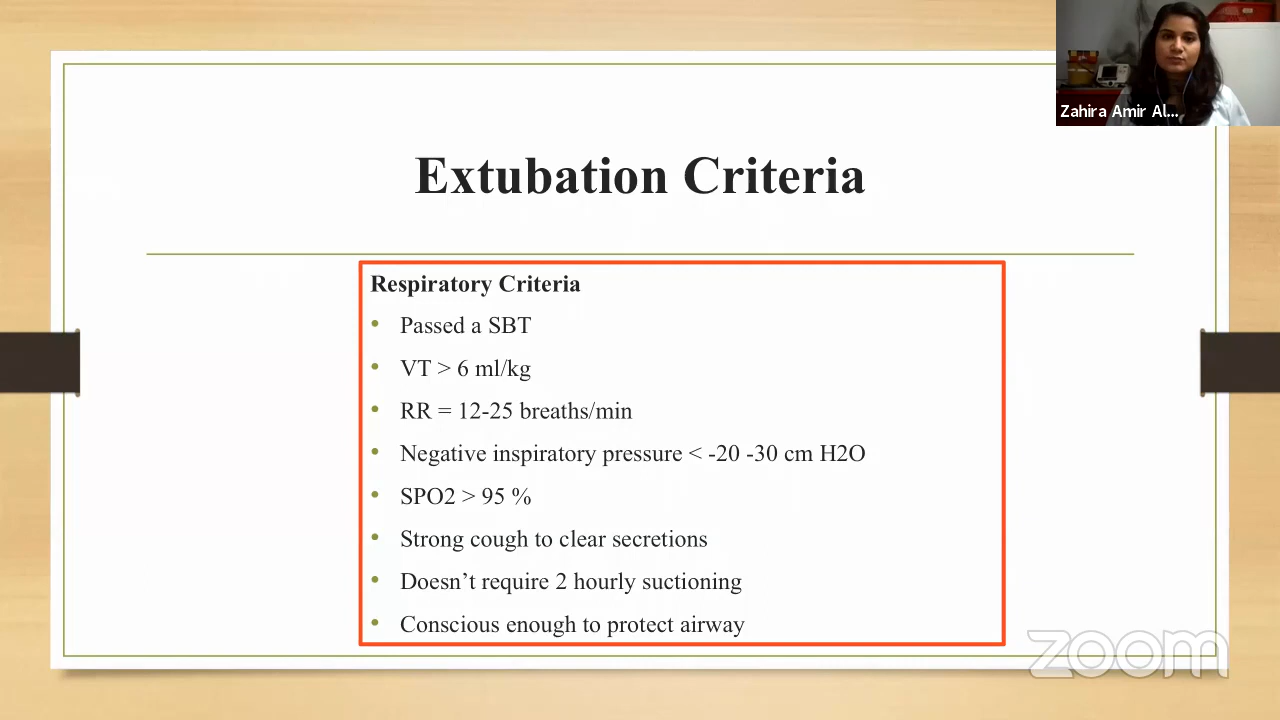 Zahira Amir Al...
Extubation Criteria
Respiratory Criteria
• Passed a SBT
• VT > 6 ml/kg
• RR = 12-25 breaths/min
• Negative inspiratory pressure < -20 -30 cm H2O
• SPO2 > 95 %
• Strong cough to clear secretions
• Doesn’t require 2 hourly suctioning
• Conscious enough to protect airway
zoom